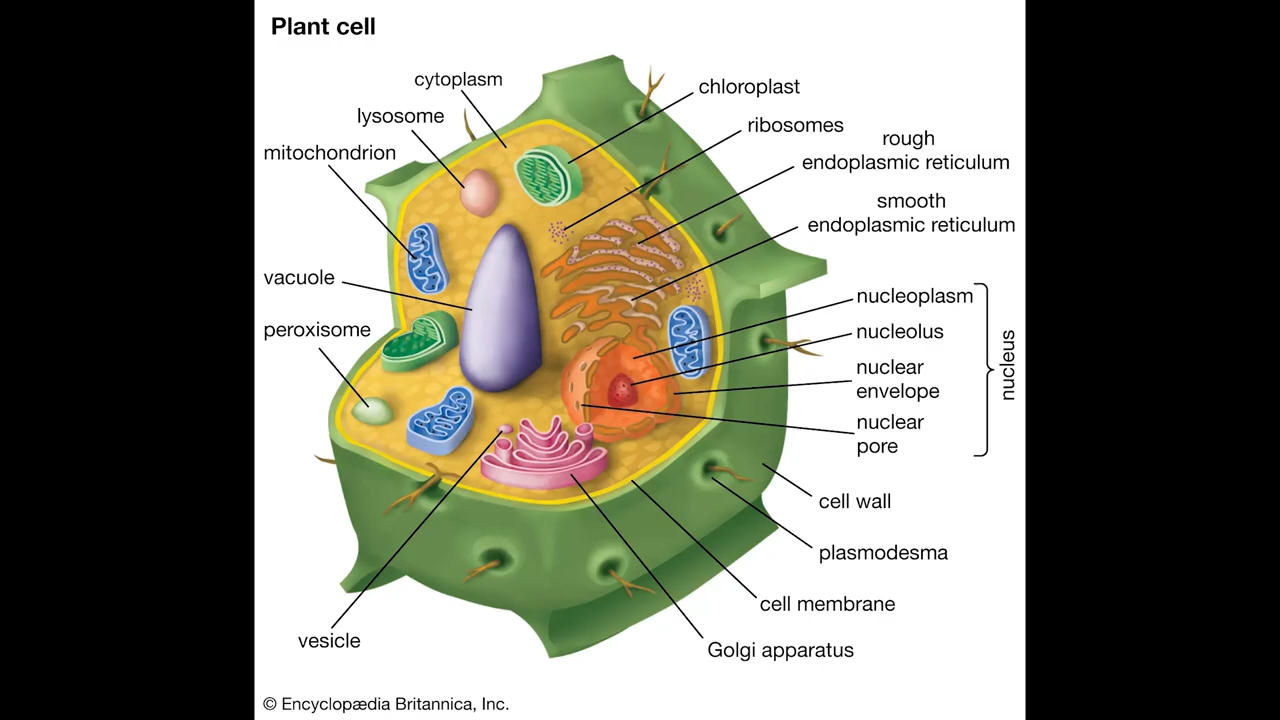 Plant cell
cytoplasm
lysosome
mitochondrion
vacuole
peroxisome
vesicle
chloroplast
ribosomes
rough
endoplasmic reticulum
smooth
endoplasmic reticulum
nucleoplasm
nucleolus
nuclear
envelope
nuclear
pore
nucleus
cell wall
plasmodesma
cell membrane
Golgi apparatus
© Encyclopædia Britannica, Inc.